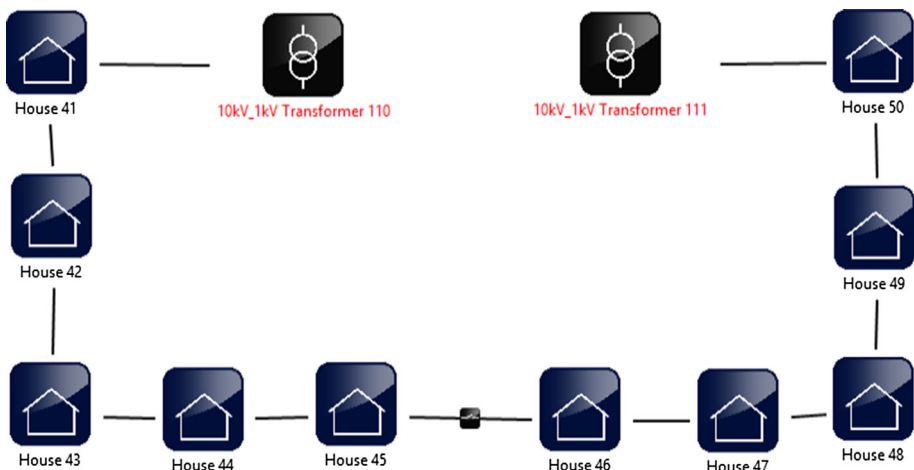 House 41
10kV_1kV Transformer 110
10kV_1kV Transformer 111
House 50
House 42
House 49
House 43
House 44
House 45
House 46
House 47
House 48